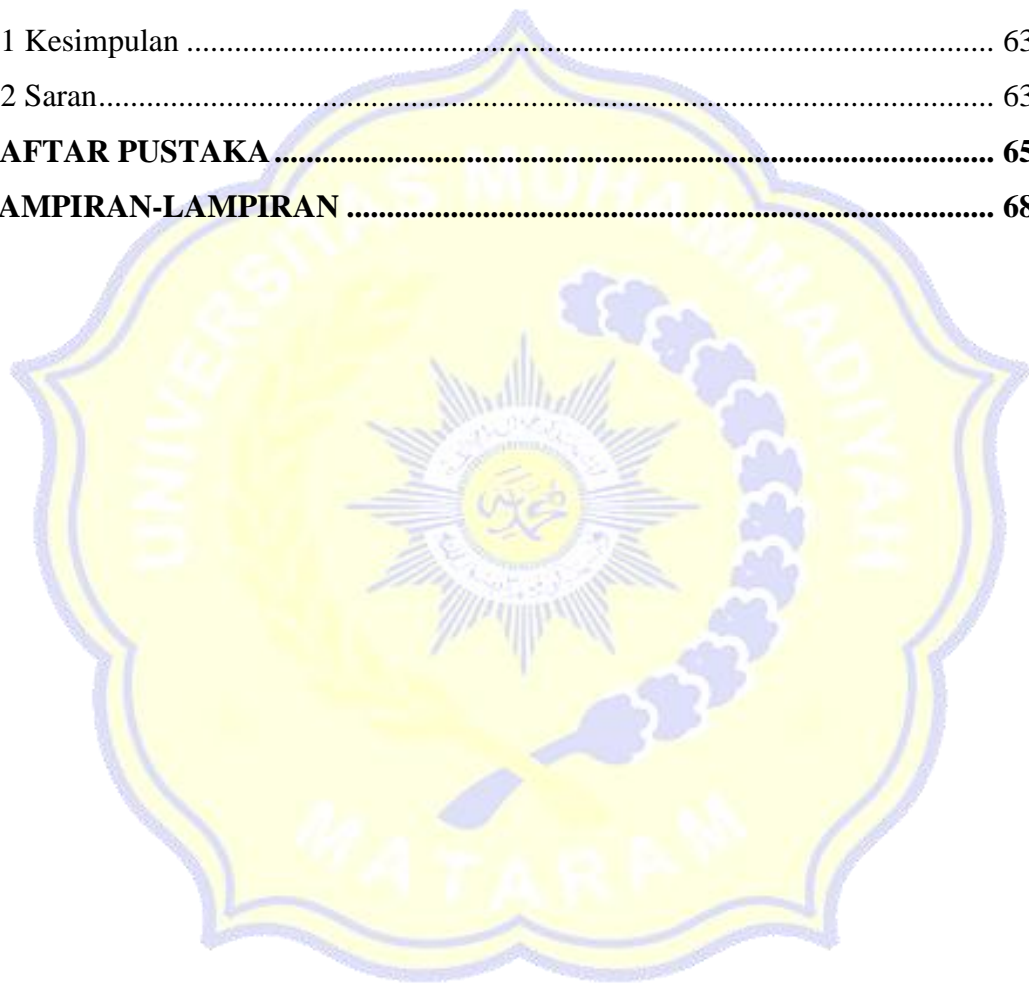 1 Kesimpulan ....................................................................................................... 63
2 Saran.................................................................................................................. 63
AFTAR PUSTAKA ............................................................................................ 65
AMPIRAN-LAMPIRAN ................................................................................... 68
UNIVERSITAS MUHAMMADIYAH
MATARAM